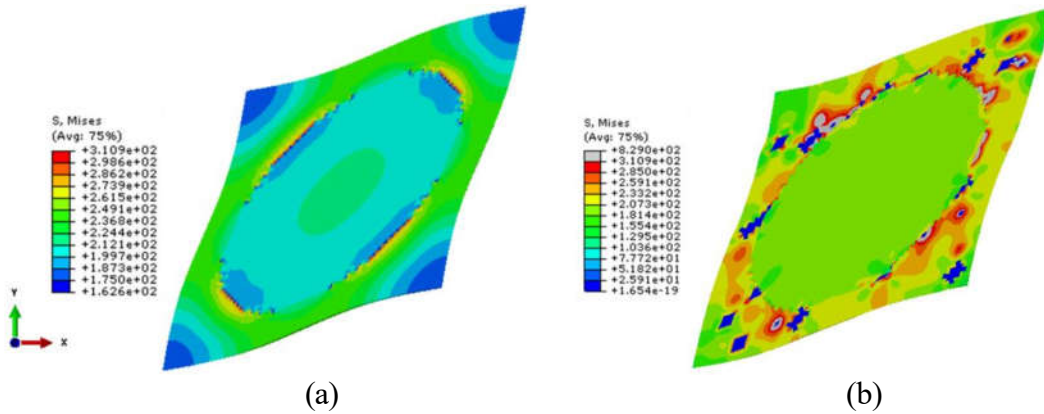 S, Mises
(Avg: 75%)
+3.109e+02
+2.986e+02
+2.862e+02
+2.739e+02
+2.615e+02
+2.491e+02
+2.368e+02
+2.244e+02
+2.121e+02
+1.997e+02
+1.873e+02
+1.750e+02
+1.626e+02
Y
X
(a)
S, Mises
(Avg: 75%)
+8.290e+02
+3.109e+02
+2.850e+02
+2.591e+02
+2.332e+02
+2.073e+02
+1.814e+02
+1.554e+02
+1.295e+02
+1.036e+02
+7.772e+01
+5.182e+01
+2.591e+01
+1.654e-19
(b)